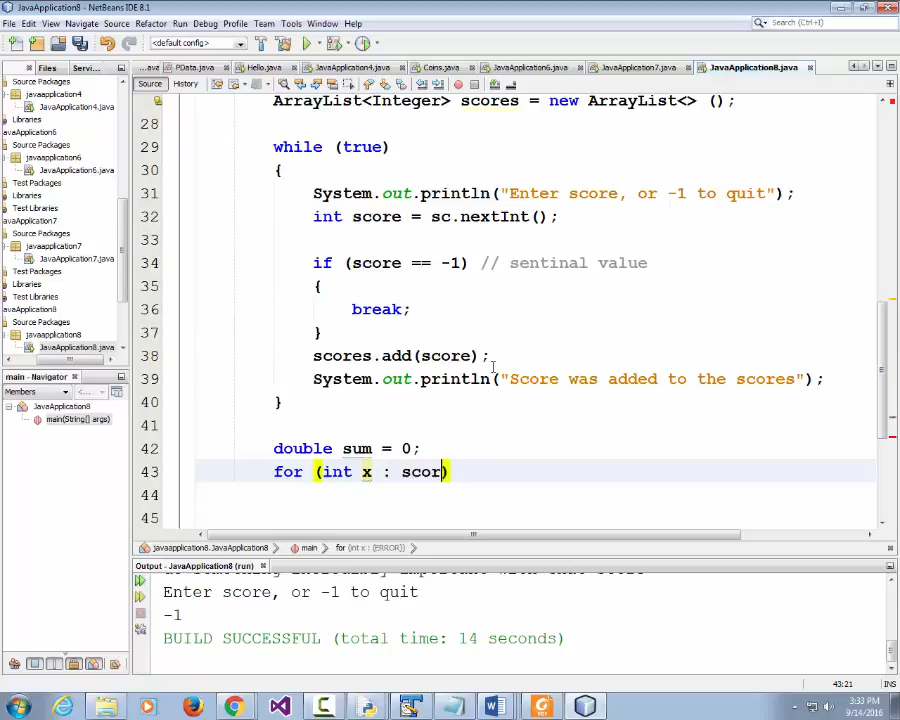 JavaApplication8 - NetBeans IDE 8.1
File Edit View Navigate Source Refactor Run Debug Profile Team Tools Window Help
Search (Ctrl+I)
<default config>
Files Servi...
...ava PData.java Hello.java JavaApplication4.java Coins.java JavaApplication6.java JavaApplication7.java JavaApplication8.java
Source History
Source Packages
javaapplication4
JavaApplication4.java
Libraries
avaApplication6
Source Packages
javaapplication6
JavaApplication6.java
Test Packages
Libraries
Test Libraries
avaApplication7
Source Packages
javaapplication7
JavaApplication7.java
Test Packages
Libraries
Test Libraries
avaApplication8
Source Packages
javaapplication8
JavaApplication8.java
main - Navigator
Members <...>
JavaApplication8
main(String[] args)
ArrayList<Integer> scores = new ArrayList<> ();
28
29 while (true)
30 {
31 System.out.println("Enter score, or -1 to quit");
32 int score = sc.nextInt();
33
34 if (score == -1) // sentinal value
35 {
36 break;
37 }
38 scores.add(score);
39 System.out.println("Score was added to the scores");
40 }
41
42 double sum = 0;
43 for (int x : scor)
44
45
javaapplication8.JavaApplication8 main for (int x : (ERROR))
Output - JavaApplication8 (run)
Enter score, or -1 to quit
-1
BUILD SUCCESSFUL (total time: 14 seconds)
43:21 INS
3:33 PM
9/14/2016